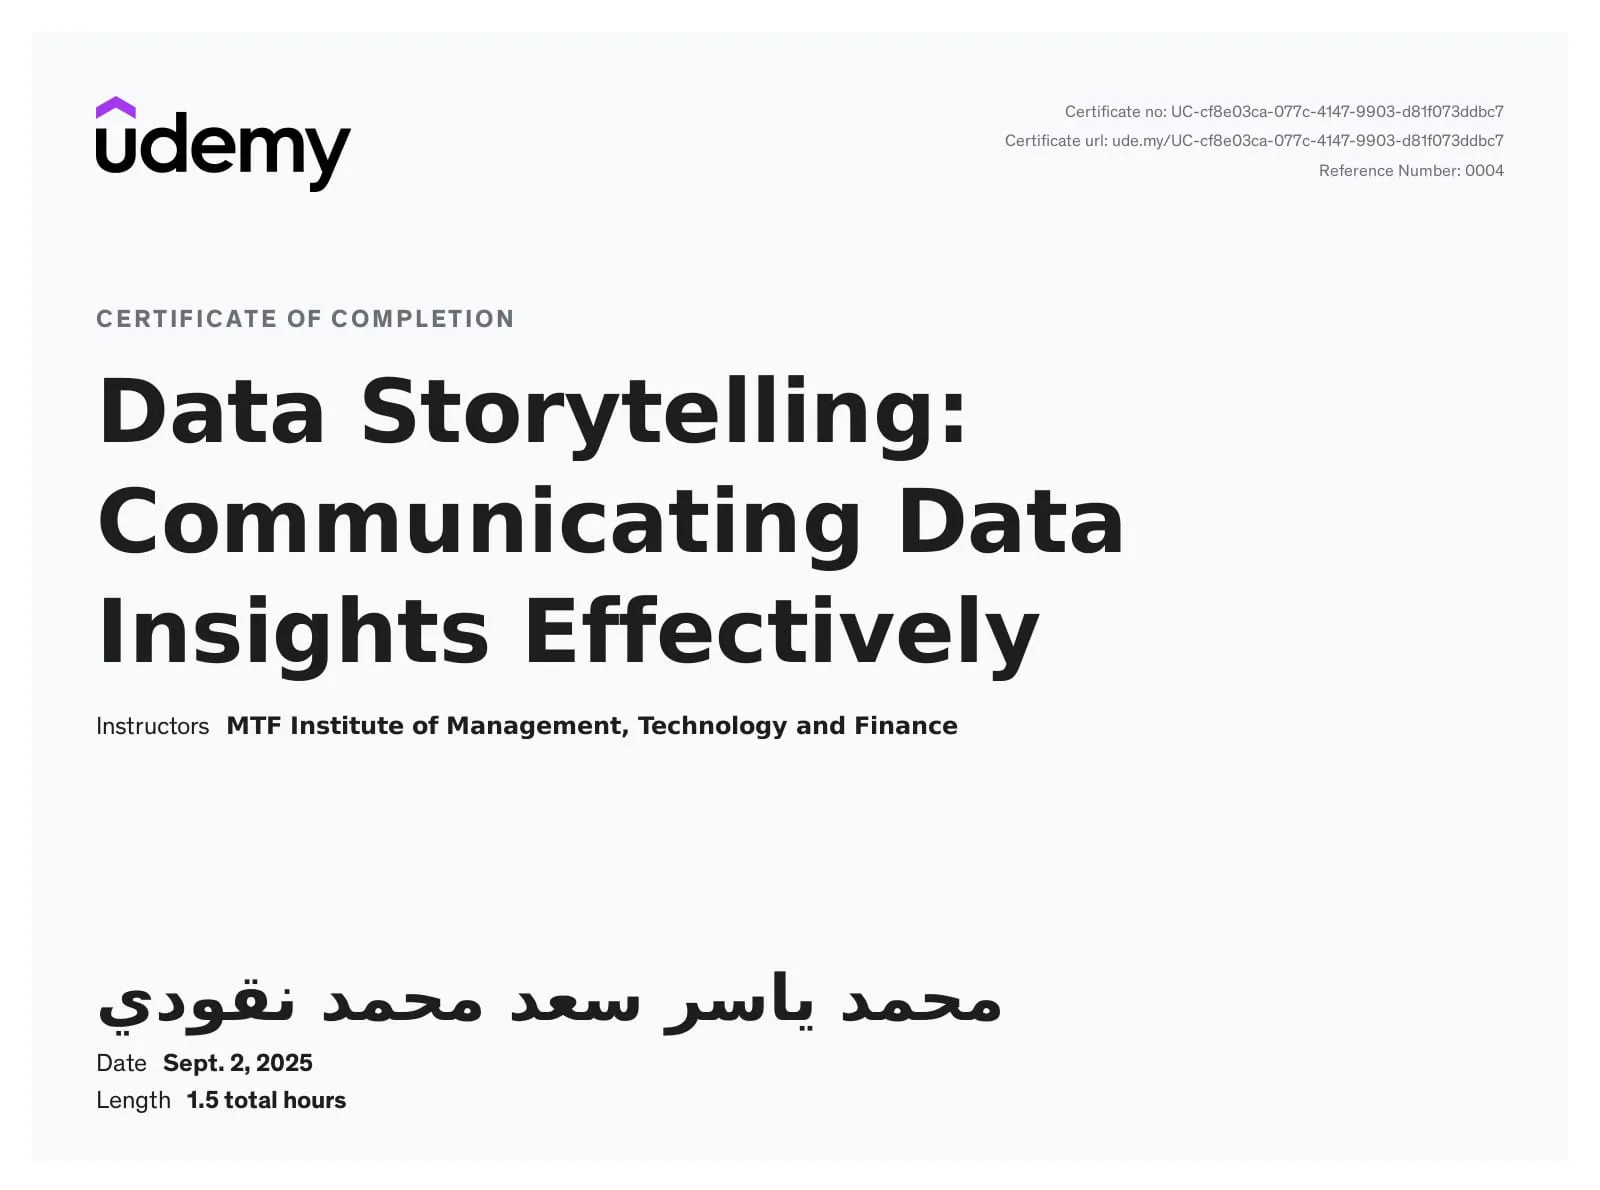 udemy
Certificate no: UC-cf8e03ca-077c-4147-9903-d81f073ddbc7
Certificate url: ude.my/UC-cf8e03ca-077c-4147-9903-d81f073ddbc7
Reference Number: 0004
CERTIFICATE OF COMPLETION
Data Storytelling:
Communicating Data
Insights Effectively
Instructors MTF Institute of Management, Technology and Finance
محمد ياسر سعد محمد نقودي
Date Sept. 2, 2025
Length 1.5 total hours